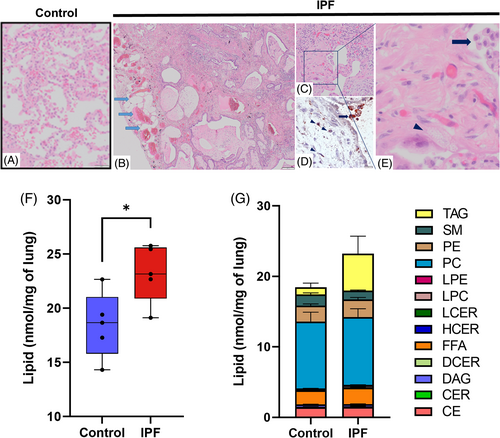 Control
IPF
(A)
(B)
(C)
(D)
(E)
(F)
*
Lipid (nmol/mg of lung)
30
25
20
15
10
Control
IPF
(G)
Lipid (nmol/mg of lung)
30
20
10
0
Control
IPF
TAG
SM
PE
PC
LPE
LPC
LCER
HCER
FFA
DCER
DAG
CER
CE